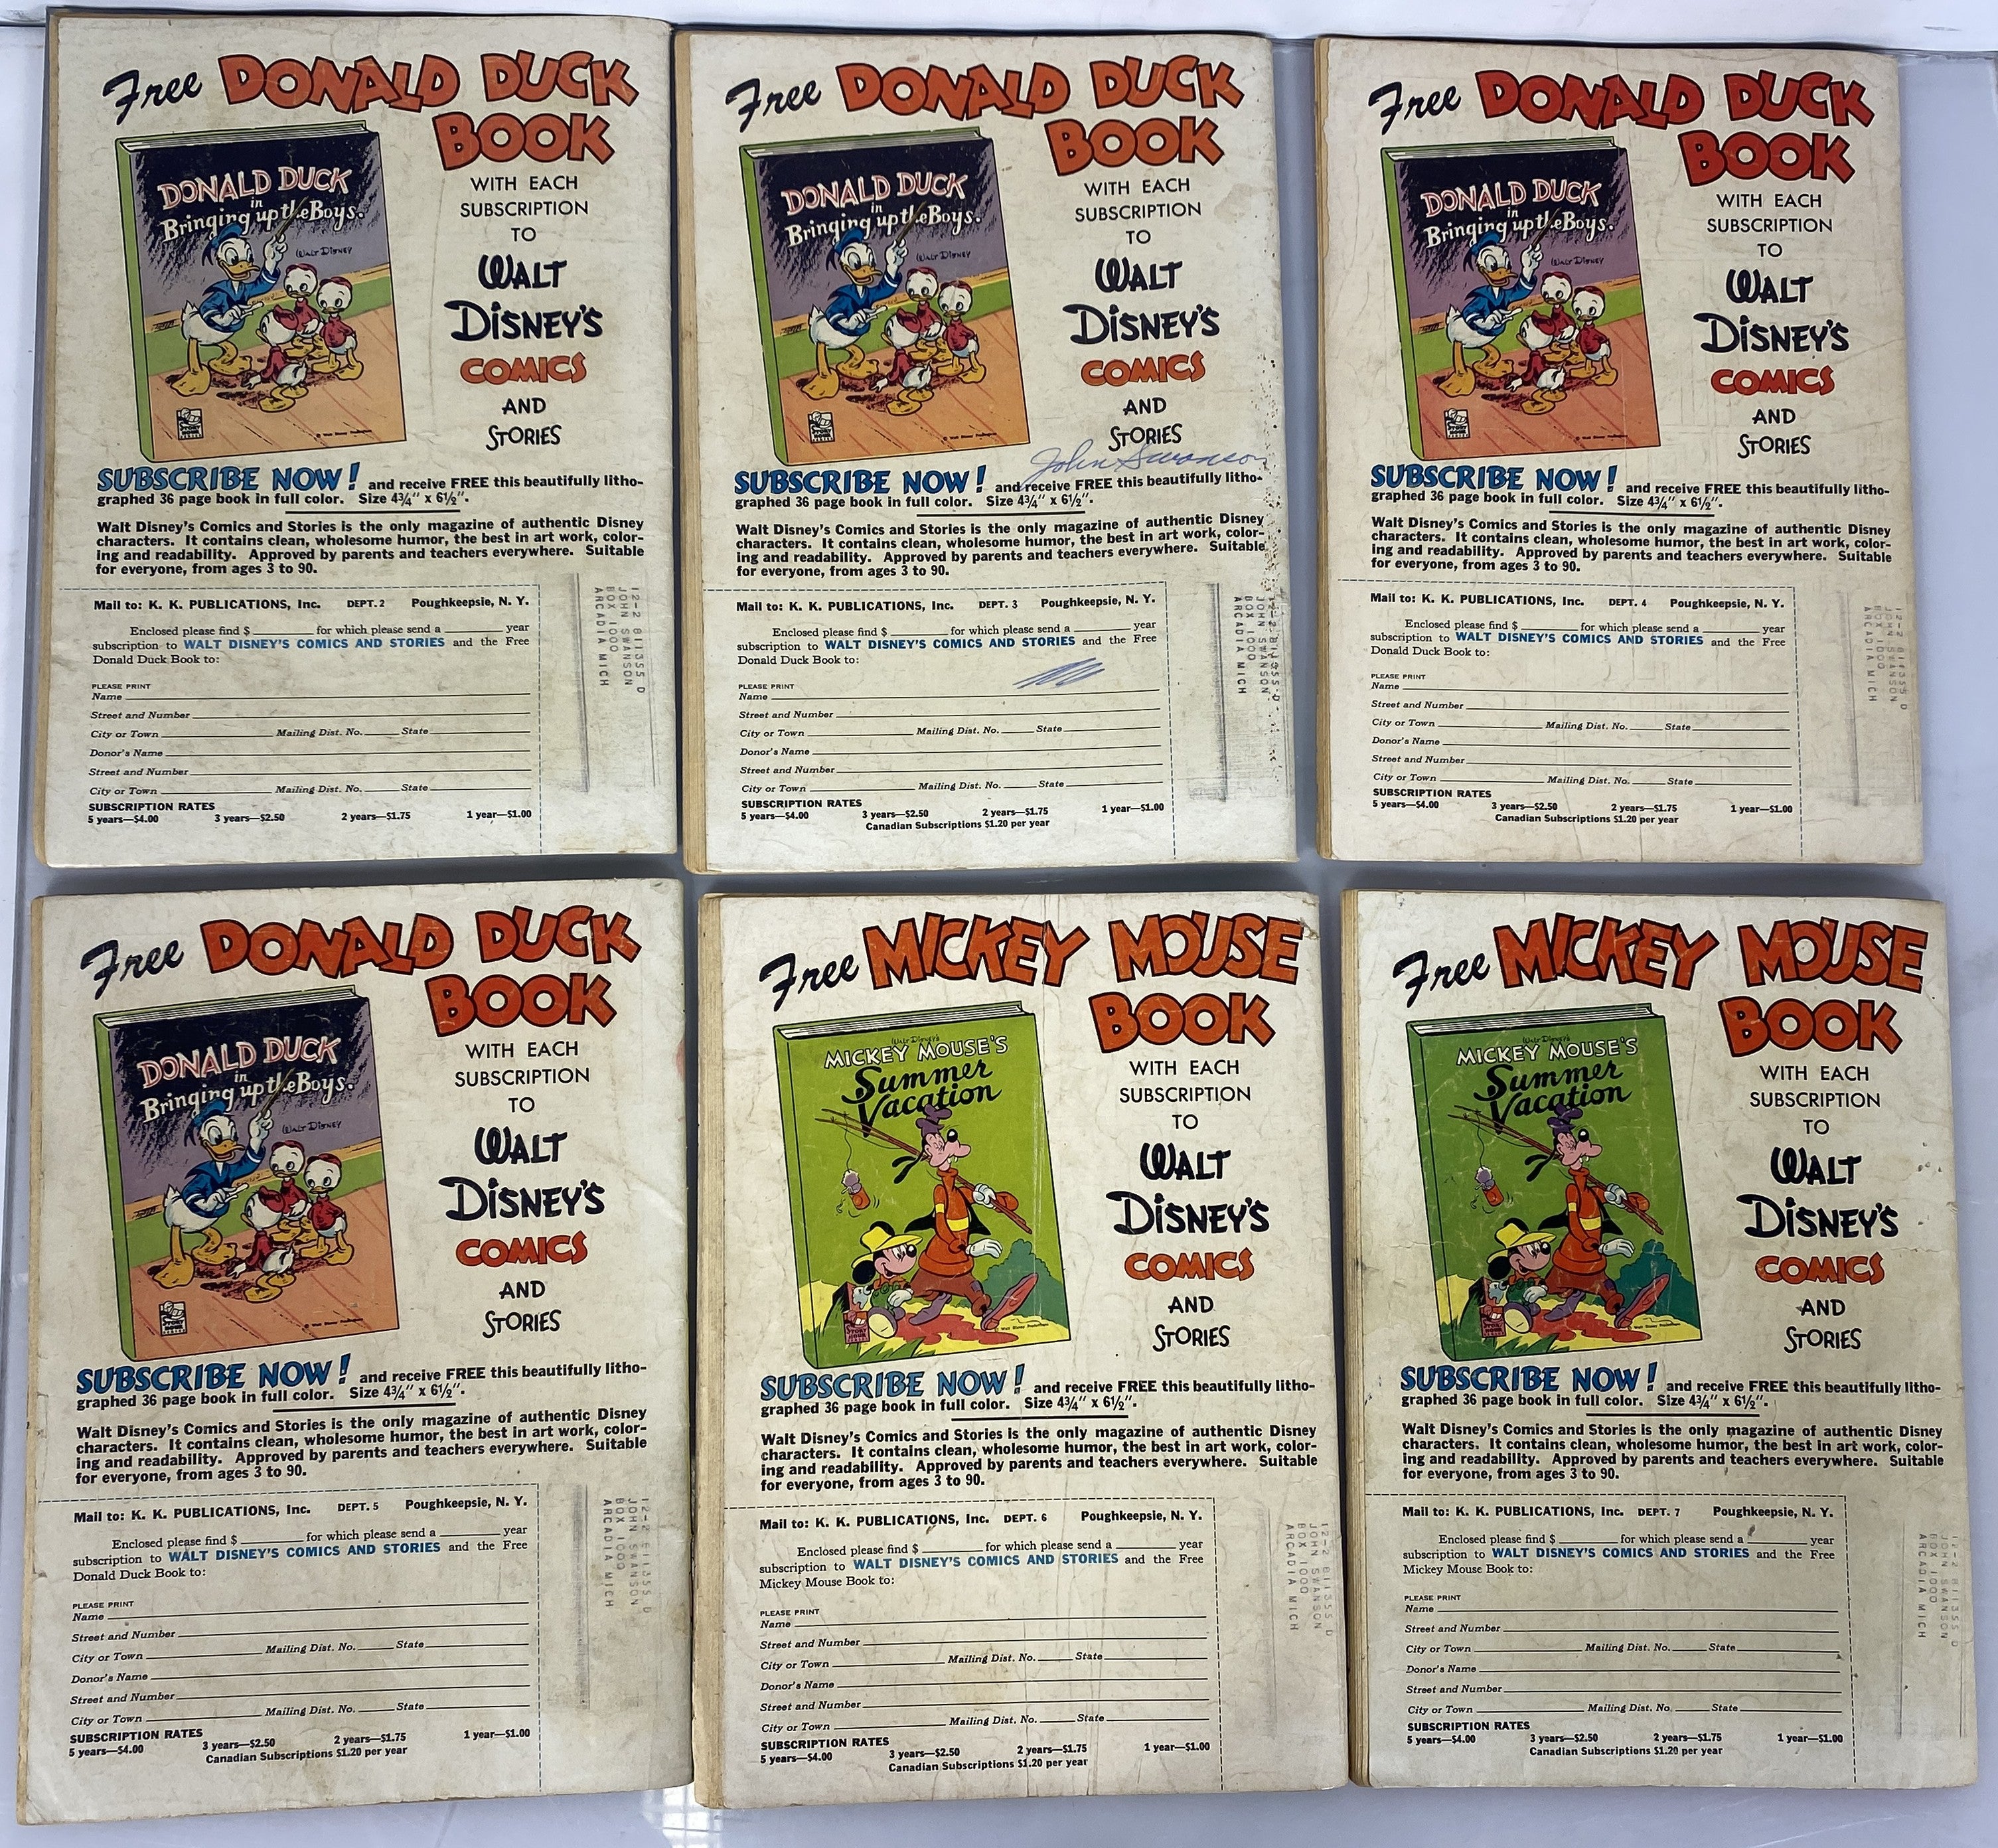 Free DONALD DUCK
BOOK
WITH EACH
SUBSCRIPTION
TO
WALT
DISNEY'S
COMICS
AND
STORIES
DONALD DUCK
in
Bringing up the Boys.
WALT DISNEY
STORY
© Walt Disney Productions
SUBSCRIBE NOW! and receive FREE this beautifully litho-
graphed 36 page book in full color. Size 4¾" x 6½".
Walt Disney's Comics and Stories is the only magazine of authentic Disney
characters. It contains clean, wholesome humor, the best in art work, color-
ing and readability. Approved by parents and teachers everywhere. Suitable
for everyone, from ages 3 to 90.
Mail to: K. K. PUBLICATIONS, Inc. DEPT. 2 Poughkeepsie, N. Y.
Enclosed please find $ for which please send a year
subscription to WALT DISNEY'S COMICS AND STORIES and the Free
Donald Duck Book to:
PLEASE PRINT
Name
Street and Number
City or Town Mailing Dist. No. State
Donor's Name
Street and Number
City or Town Mailing Dist. No. State
SUBSCRIPTION RATES
5 years—$4.00 3 years—$2.50 2 years—$1.75 1 year—$1.00
12-2 811355 D
JOHN SWANSON
BOX 1000
ARCADIA MICH
Free DONALD DUCK
BOOK
WITH EACH
SUBSCRIPTION
TO
WALT
DISNEY'S
COMICS
AND
STORIES
DONALD DUCK
in
Bringing up the Boys.
WALT DISNEY
STORY
© Walt Disney Productions
John Swanson
SUBSCRIBE NOW! and receive FREE this beautifully litho-
graphed 36 page book in full color. Size 4¾" x 6½".
Walt Disney's Comics and Stories is the only magazine of authentic Disney
characters. It contains clean, wholesome humor, the best in art work, color-
ing and readability. Approved by parents and teachers everywhere. Suitable
for everyone, from ages 3 to 90.
Mail to: K. K. PUBLICATIONS, Inc. DEPT. 3 Poughkeepsie, N. Y.
Enclosed please find $ for which please send a year
subscription to WALT DISNEY'S COMICS AND STORIES and the Free
Donald Duck Book to:
PLEASE PRINT
Name
Street and Number
City or Town Mailing Dist. No. State
Donor's Name
Street and Number
City or Town Mailing Dist. No. State
SUBSCRIPTION RATES
5 years—$4.00 3 years—$2.50 2 years—$1.75 1 year—$1.00
Canadian Subscriptions $1.20 per year
12-2 811355 D
JOHN SWANSON
BOX 1000
ARCADIA MICH
Free DONALD DUCK
BOOK
WITH EACH
SUBSCRIPTION
TO
WALT
DISNEY'S
COMICS
AND
STORIES
DONALD DUCK
in
Bringing up the Boys.
WALT DISNEY
STORY
© Walt Disney Productions
SUBSCRIBE NOW! and receive FREE this beautifully litho-
graphed 36 page book in full color. Size 4¾" x 6½".
Walt Disney's Comics and Stories is the only magazine of authentic Disney
characters. It contains clean, wholesome humor, the best in art work, color-
ing and readability. Approved by parents and teachers everywhere. Suitable
for everyone, from ages 3 to 90.
Mail to: K. K. PUBLICATIONS, Inc. DEPT. 4 Poughkeepsie, N. Y.
Enclosed please find $ for which please send a year
subscription to WALT DISNEY'S COMICS AND STORIES and the Free
Donald Duck Book to:
PLEASE PRINT
Name
Street and Number
City or Town Mailing Dist. No. State
Donor's Name
Street and Number
City or Town Mailing Dist. No. State
SUBSCRIPTION RATES
5 years—$4.00 3 years—$2.50 2 years—$1.75 1 year—$1.00
Canadian Subscriptions $1.20 per year
12-2 811355 D
JOHN SWANSON
BOX 1000
ARCADIA MICH
Free DONALD DUCK
BOOK
WITH EACH
SUBSCRIPTION
TO
WALT
DISNEY'S
COMICS
AND
STORIES
DONALD DUCK
in
Bringing up the Boys.
WALT DISNEY
STORY
© Walt Disney Productions
SUBSCRIBE NOW! and receive FREE this beautifully litho-
graphed 36 page book in full color. Size 4¾" x 6½".
Walt Disney's Comics and Stories is the only magazine of authentic Disney
characters. It contains clean, wholesome humor, the best in art work, color-
ing and readability. Approved by parents and teachers everywhere. Suitable
for everyone, from ages 3 to 90.
Mail to: K. K. PUBLICATIONS, Inc. DEPT. 5 Poughkeepsie, N. Y.
Enclosed please find $ for which please send a year
subscription to WALT DISNEY'S COMICS AND STORIES and the Free
Donald Duck Book to:
PLEASE PRINT
Name
Street and Number
City or Town Mailing Dist. No. State
Donor's Name
Street and Number
City or Town Mailing Dist. No. State
SUBSCRIPTION RATES
5 years—$4.00 3 years—$2.50 2 years—$1.75 1 year—$1.00
Canadian Subscriptions $1.20 per year
12-2 811355 D
JOHN SWANSON
BOX 1000
ARCADIA MICH
Free MICKEY MOUSE
BOOK
WITH EACH
SUBSCRIPTION
TO
WALT
DISNEY'S
COMICS
AND
STORIES
Walt Disney's
MICKEY MOUSE'S
Summer
Vacation
STORY
© Walt Disney Productions
SUBSCRIBE NOW! and receive FREE this beautifully litho-
graphed 36 page book in full color. Size 4¾" x 6½".
Walt Disney's Comics and Stories is the only magazine of authentic Disney
characters. It contains clean, wholesome humor, the best in art work, color-
ing and readability. Approved by parents and teachers everywhere. Suitable
for everyone, from ages 3 to 90.
Mail to: K. K. PUBLICATIONS, Inc. DEPT. 6 Poughkeepsie, N. Y.
Enclosed please find $ for which please send a year
subscription to WALT DISNEY'S COMICS AND STORIES and the Free
Mickey Mouse Book to:
PLEASE PRINT
Name
Street and Number
City or Town Mailing Dist. No. State
Donor's Name
Street and Number
City or Town Mailing Dist. No. State
SUBSCRIPTION RATES
5 years—$4.00 3 years—$2.50 2 years—$1.75 1 year—$1.00
Canadian Subscriptions $1.20 per year
12-2 811355 D
JOHN SWANSON
BOX 1000
ARCADIA MICH
Free MICKEY MOUSE
BOOK
WITH EACH
SUBSCRIPTION
TO
WALT
DISNEY'S
COMICS
AND
STORIES
Walt Disney's
MICKEY MOUSE'S
Summer
Vacation
STORY
© Walt Disney Productions
SUBSCRIBE NOW! and receive FREE this beautifully litho-
graphed 36 page book in full color. Size 4¾" x 6½".
Walt Disney's Comics and Stories is the only magazine of authentic Disney
characters. It contains clean, wholesome humor, the best in art work, color-
ing and readability. Approved by parents and teachers everywhere. Suitable
for everyone, from ages 3 to 90.
Mail to: K. K. PUBLICATIONS, Inc. DEPT. 7 Poughkeepsie, N. Y.
Enclosed please find $ for which please send a year
subscription to WALT DISNEY'S COMICS AND STORIES and the Free
Mickey Mouse Book to:
PLEASE PRINT
Name
Street and Number
City or Town Mailing Dist. No. State
Donor's Name
Street and Number
City or Town Mailing Dist. No. State
SUBSCRIPTION RATES
5 years—$4.00 3 years—$2.50 2 years—$1.75 1 year—$1.00
Canadian Subscriptions $1.20 per year
12-2 811355 D
JOHN SWANSON
BOX 1000
ARCADIA MICH